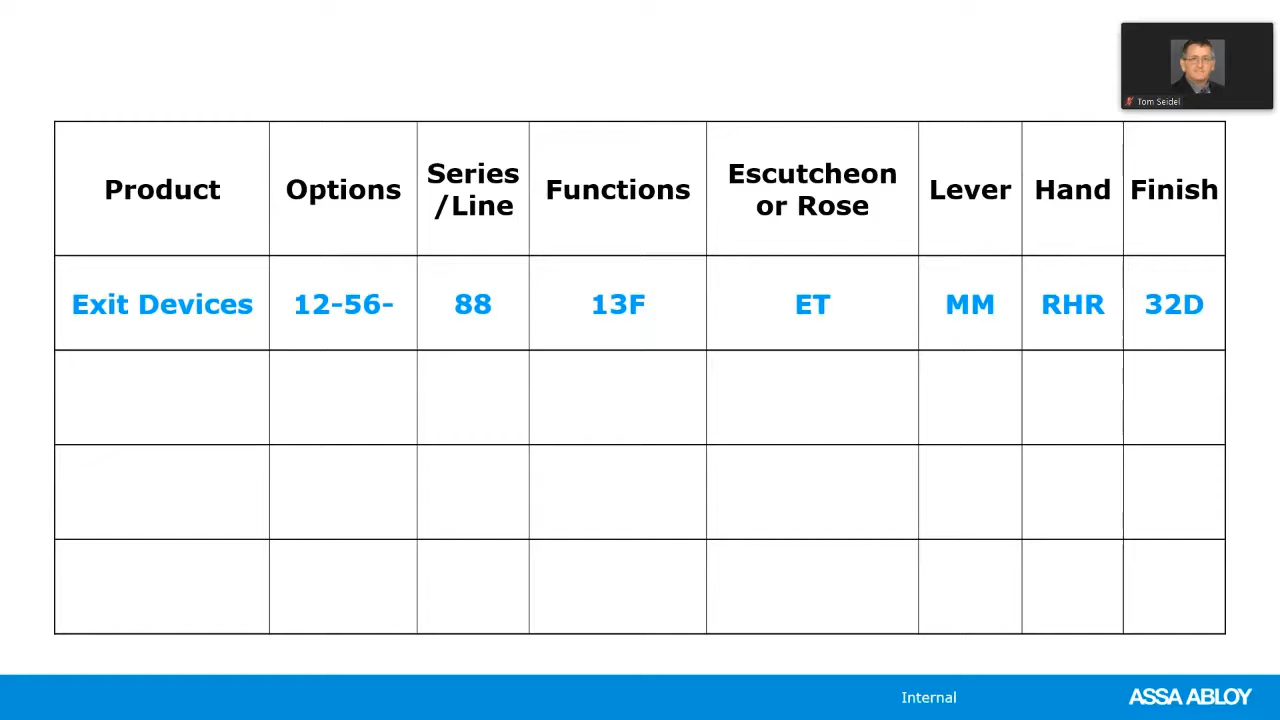 Tom Seidel
Product
Options
Series
/Line
Functions
Escutcheon
or Rose
Lever
Hand
Finish
Exit Devices
12-56-
88
13F
ET
MM
RHR
32D
Internal
ASSA ABLOY